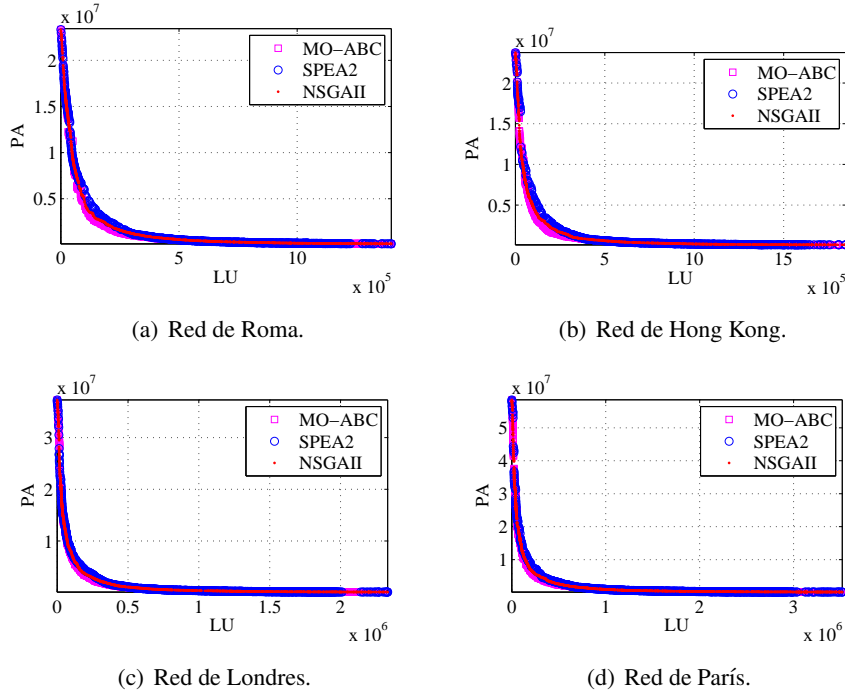 x 10^7
MO−ABC
SPEA2
NSGAII
PA
2
1.5
1
0.5
0 5 10
LU
x 10^5
(a) Red de Roma.
x 10^7
MO−ABC
SPEA2
NSGAII
PA
2
1.5
1
0.5
0 5 10 15
LU
x 10^5
(b) Red de Hong Kong.
x 10^7
MO−ABC
SPEA2
NSGAII
PA
3
2
1
0 0.5 1 1.5 2
LU
x 10^6
(c) Red de Londres.
x 10^7
MO−ABC
SPEA2
NSGAII
PA
5
4
3
2
1
0 1 2 3
LU
x 10^6
(d) Red de París.